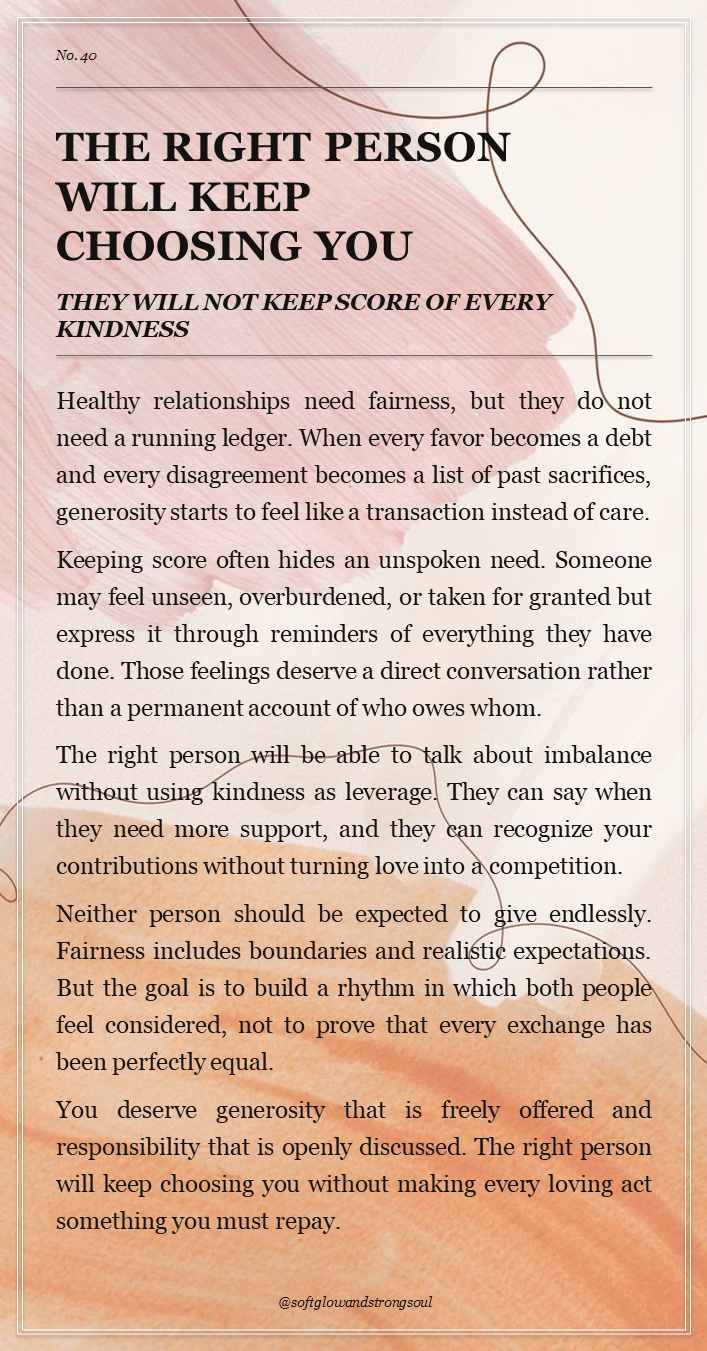 No. 40
THE RIGHT PERSON
WILL KEEP
CHOOSING YOU
THEY WILL NOT KEEP SCORE OF EVERY
KINDNESS
Healthy relationships need fairness, but they do not
need a running ledger. When every favor becomes a debt
and every disagreement becomes a list of past sacrifices,
generosity starts to feel like a transaction instead of care.
Keeping score often hides an unspoken need. Someone
may feel unseen, overburdened, or taken for granted but
express it through reminders of everything they have
done. Those feelings deserve a direct conversation rather
than a permanent account of who owes whom.
The right person will be able to talk about imbalance
without using kindness as leverage. They can say when
they need more support, and they can recognize your
contributions without turning love into a competition.
Neither person should be expected to give endlessly.
Fairness includes boundaries and realistic expectations.
But the goal is to build a rhythm in which both people
feel considered, not to prove that every exchange has
been perfectly equal.
You deserve generosity that is freely offered and
responsibility that is openly discussed. The right person
will keep choosing you without making every loving act
something you must repay.
@softglowandstrongsoul